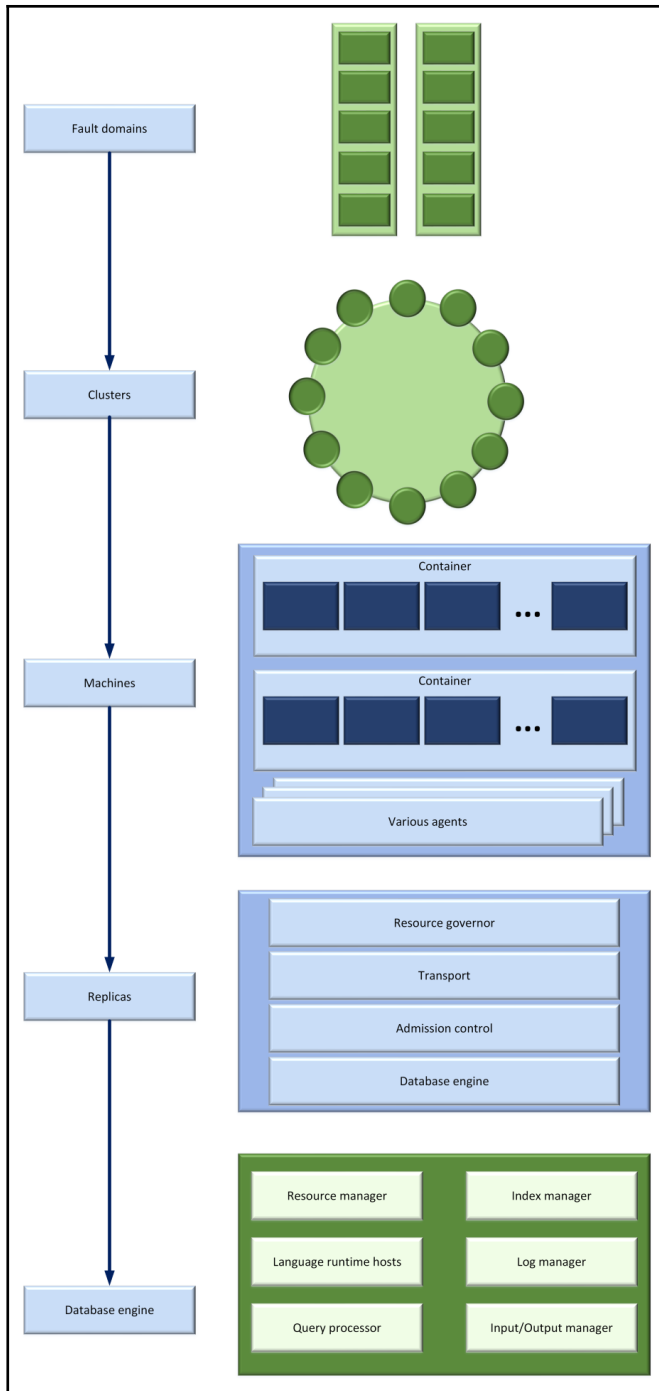 Fault domains
Clusters
Container
Container
Machines
Various agents
Resource governor
Transport
Replicas
Admission control
Database engine
Resource manager
Index manager
Language runtime hosts
Log manager
Database engine
Query processor
Input/Output manager